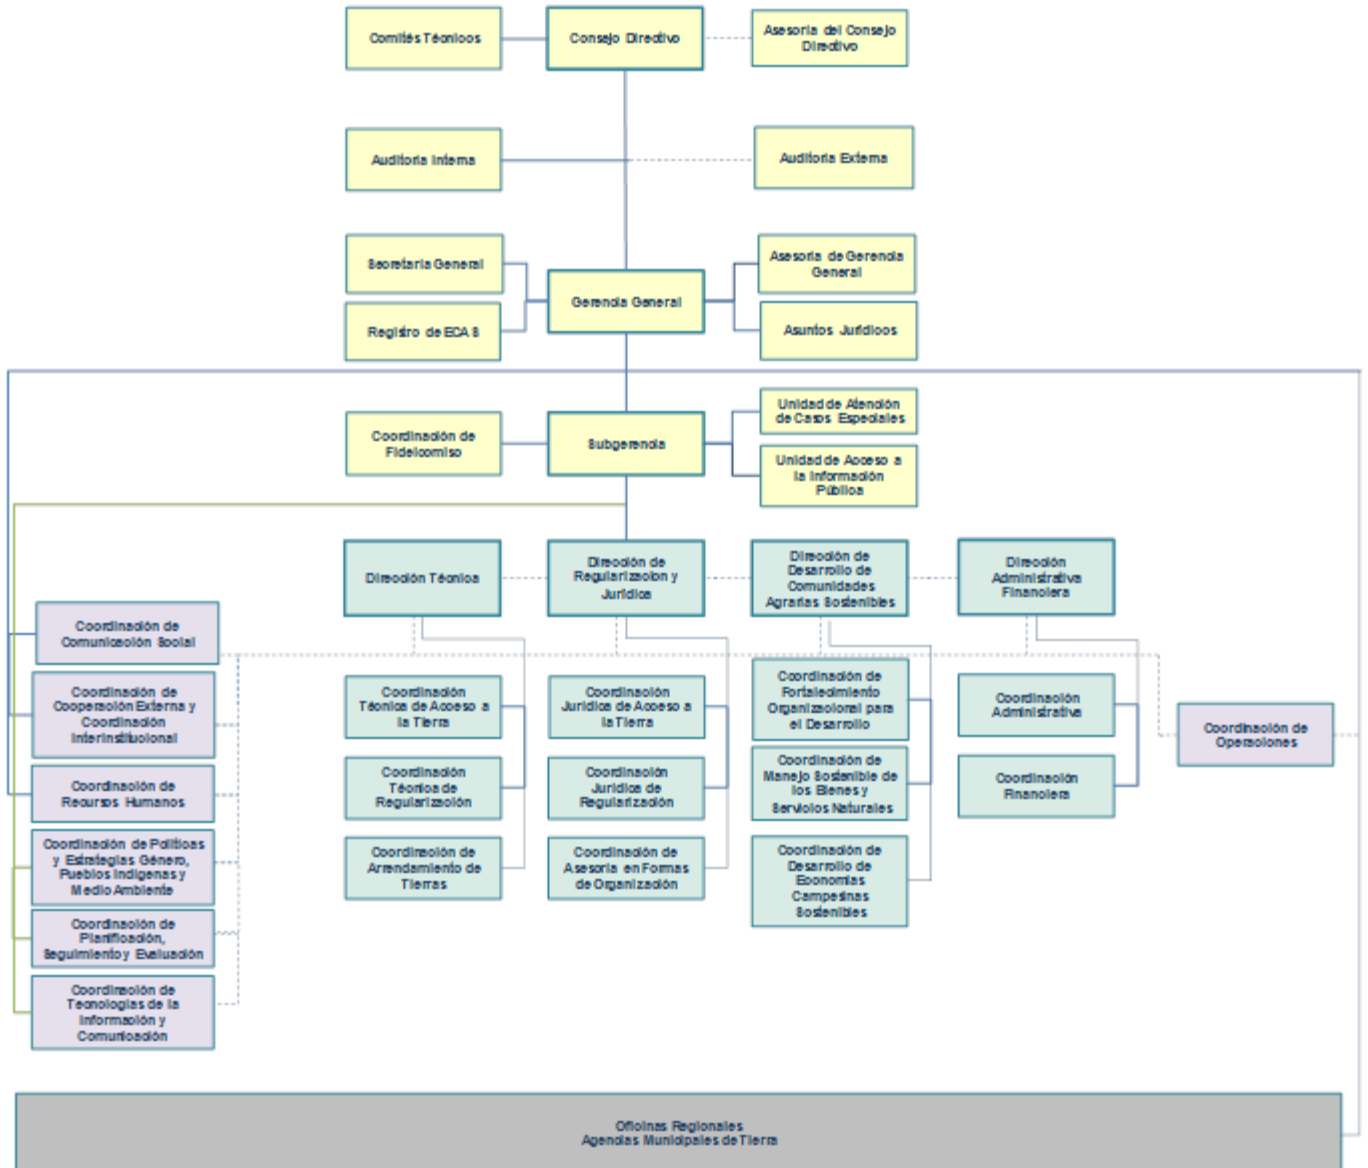 Comités Técnicos
Consejo Directivo
Asesoría del Consejo
Directivo
Auditoría Interna
Auditoría Externa
Secretaría General
Asesoría de Gerencia
General
Gerencia General
Registro de ECAS
Asuntos Jurídicos
Unidad de Atención
de Casos Especiales
Coordinación de
Fideicomiso
Subgerencia
Unidad de Acceso a
la Información
Pública
Dirección Técnica
Dirección de
Regularizacion y
Jurídica
Dirección de
Desarrollo de
Comunidades
Agrarias Sostenibles
Dirección
Administrativa
Financiera
Coordinación de
Comunicación Social
Coordinación de
Cooperación Externa y
Coordinación
Interinstitucional
Coordinación de
Recursos Humanos
Coordinación de Políticas
y Estrategias Género,
Pueblos Indígenas y
Medio Ambiente
Coordinación de
Planificación,
Seguimiento y Evaluación
Coordinación de
Tecnologías de la
Información y
Comunicación
Coordinación
Técnica de Acceso a
la Tierra
Coordinación
Técnica de
Regularización
Coordinación de
Arrendamiento de
Tierras
Coordinación
Jurídica de Acceso a
la Tierra
Coordinación
Jurídica de
Regularización
Coordinación de
Asesoría en Formas
de Organización
Coordinación de
Fortalecimiento
Organizacional para
el Desarrollo
Coordinación de
Manejo Sostenible de
los Bienes y
Servicios Naturales
Coordinación de
Desarrollo de
Economías
Campesinas
Sostenibles
Coordinación
Administrativa
Coordinación
Financiera
Coordinación de
Operaciones
Oficinas Regionales
Agencias Municipales de Tierra